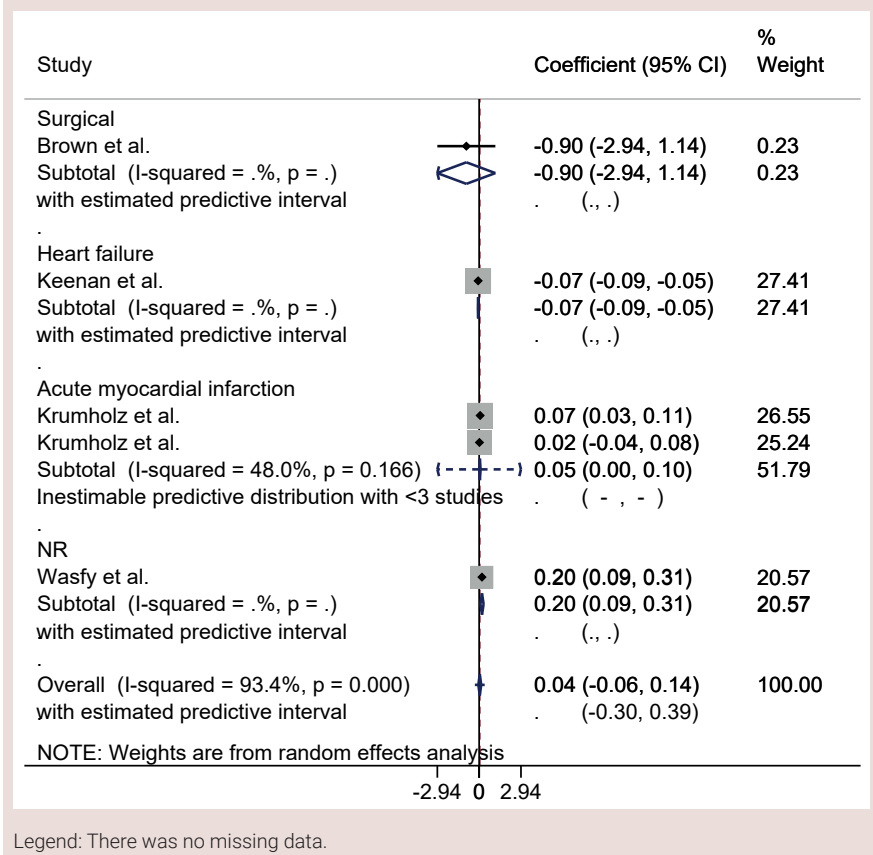 %
Study Coefficient (95% CI) Weight
Surgical
Brown et al. -0.90 (-2.94, 1.14) 0.23
Subtotal (I-squared = .%, p = .) -0.90 (-2.94, 1.14) 0.23
with estimated predictive interval . (., .)
.
Heart failure
Keenan et al. -0.07 (-0.09, -0.05) 27.41
Subtotal (I-squared = .%, p = .) -0.07 (-0.09, -0.05) 27.41
with estimated predictive interval . (., .)
.
Acute myocardial infarction
Krumholz et al. 0.07 (0.03, 0.11) 26.55
Krumholz et al. 0.02 (-0.04, 0.08) 25.24
Subtotal (I-squared = 48.0%, p = 0.166) 0.05 (0.00, 0.10) 51.79
Inestimable predictive distribution with <3 studies . ( - , - )
.
NR
Wasfy et al. 0.20 (0.09, 0.31) 20.57
Subtotal (I-squared = .%, p = .) 0.20 (0.09, 0.31) 20.57
with estimated predictive interval . (., .)
.
Overall (I-squared = 93.4%, p = 0.000) 0.04 (-0.06, 0.14) 100.00
with estimated predictive interval . (-0.30, 0.39)
NOTE: Weights are from random effects analysis
-2.94 0 2.94
Legend: There was no missing data.